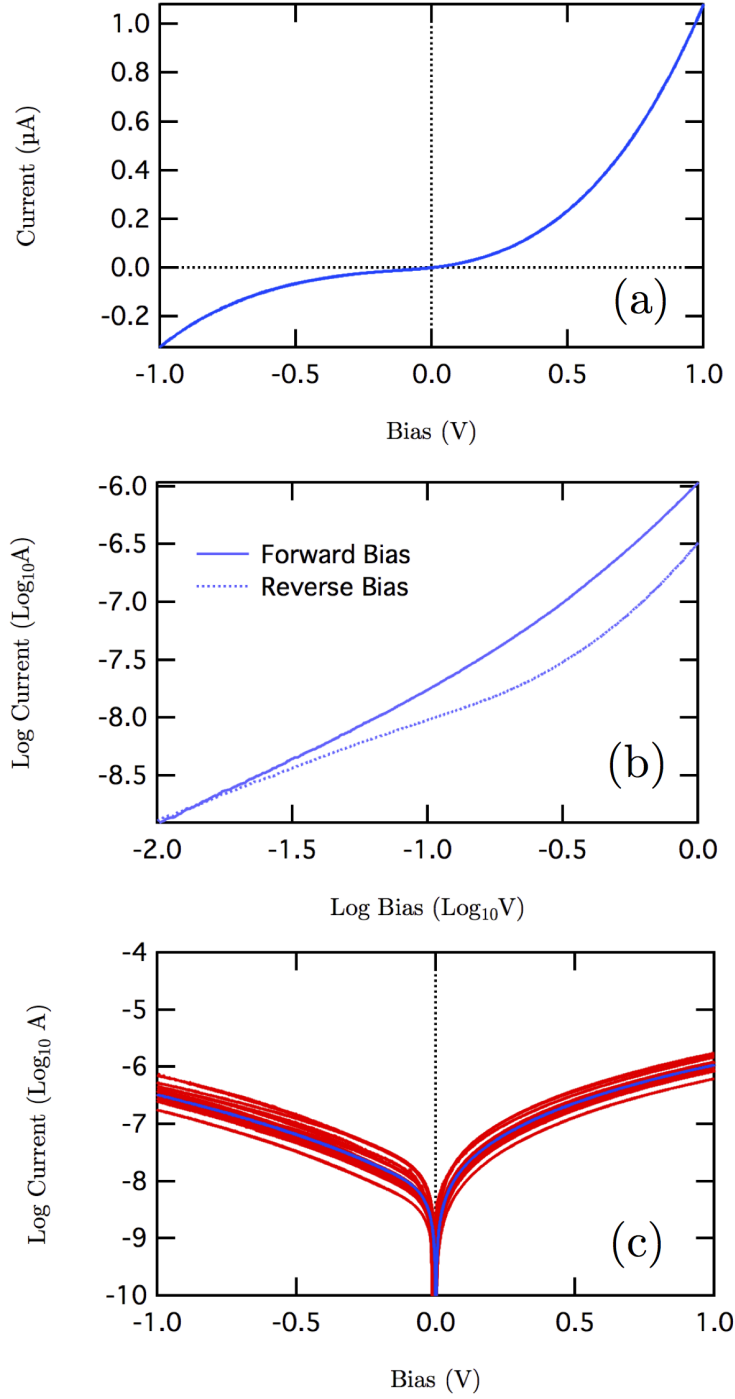 1.0
0.8
0.6
0.4
0.2
0.0
-0.2
Current (µA)
(a)
-1.0 -0.5 0.0 0.5 1.0
Bias (V)
-6.0
-6.5
-7.0
-7.5
-8.0
-8.5
Log Current (Log₁₀A)
Forward Bias
Reverse Bias
(b)
-2.0 -1.5 -1.0 -0.5 0.0
Log Bias (Log₁₀V)
-4
-5
-6
-7
-8
-9
-10
Log Current (Log₁₀ A)
(c)
-1.0 -0.5 0.0 0.5 1.0
Bias (V)